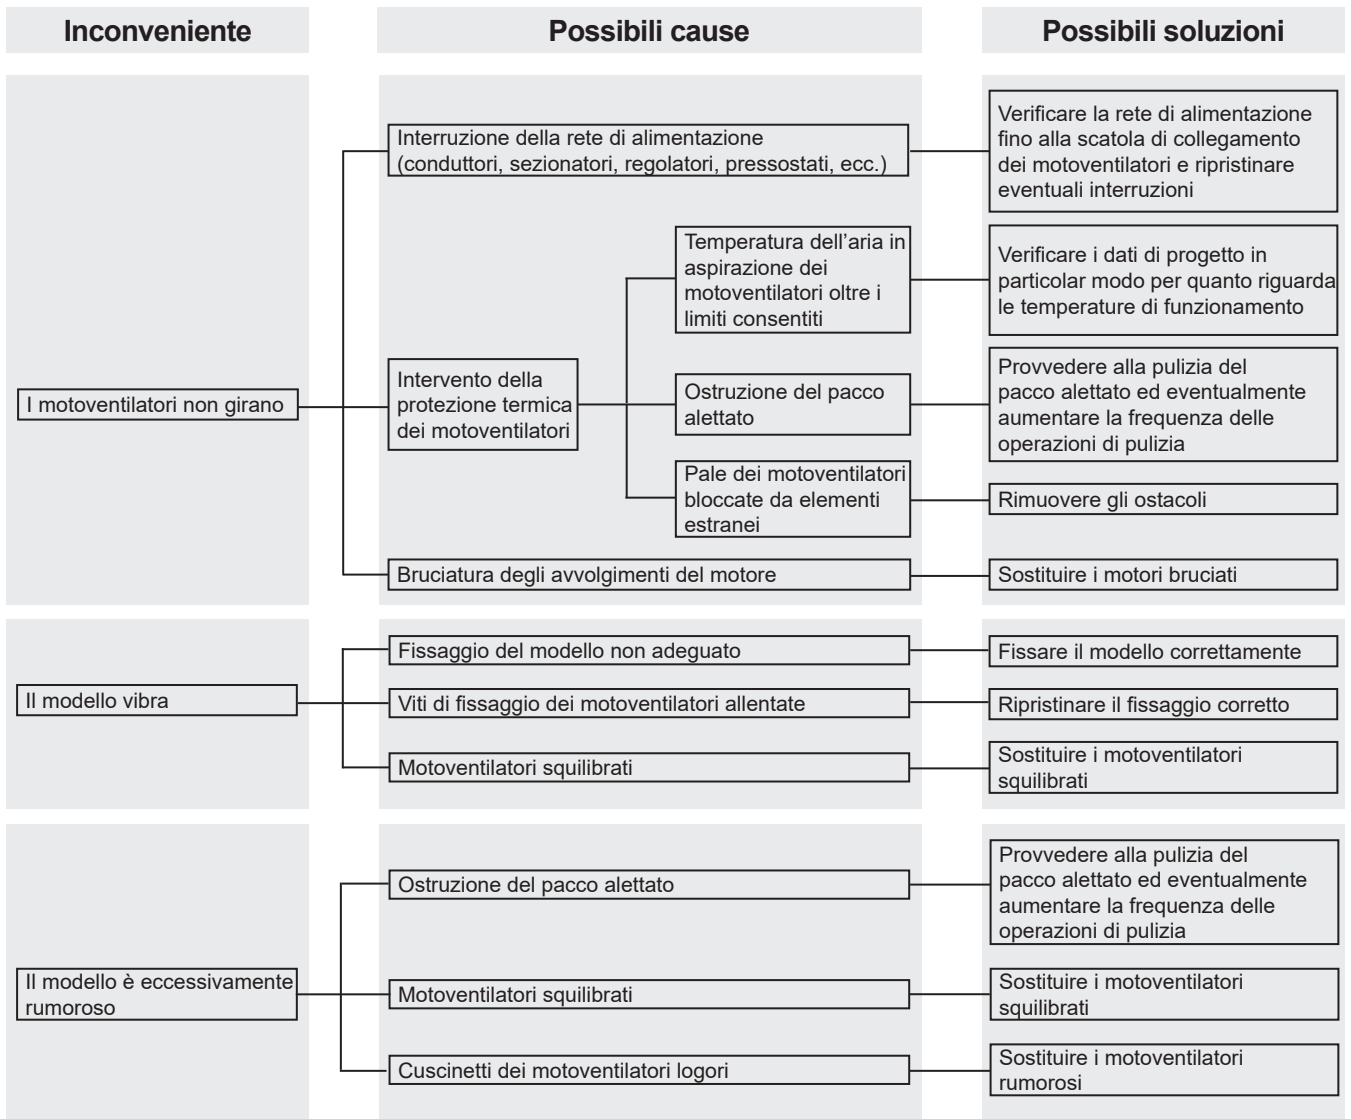 Inconveniente
Possibili cause
Possibili soluzioni
I motoventilatori non girano
Interruzione della rete di alimentazione
(conduttori, sezionatori, regolatori, pressostati, ecc.)
Verificare la rete di alimentazione
fino alla scatola di collegamento
dei motoventilatori e ripristinare
eventuali interruzioni
Intervento della
protezione termica
dei motoventilatori
Temperatura dell’aria in
aspirazione dei
motoventilatori oltre i
limiti consentiti
Verificare i dati di progetto in
particolar modo per quanto riguarda
le temperature di funzionamento
Ostruzione del pacco
alettato
Provvedere alla pulizia del
pacco alettato ed eventualmente
aumentare la frequenza delle
operazioni di pulizia
Pale dei motoventilatori
bloccate da elementi
estranei
Rimuovere gli ostacoli
Bruciatura degli avvolgimenti del motore
Sostituire i motori bruciati
Il modello vibra
Fissaggio del modello non adeguato
Fissare il modello correttamente
Viti di fissaggio dei motoventilatori allentate
Ripristinare il fissaggio corretto
Motoventilatori squilibrati
Sostituire i motoventilatori
squilibrati
Il modello è eccessivamente
rumoroso
Ostruzione del pacco alettato
Provvedere alla pulizia del
pacco alettato ed eventualmente
aumentare la frequenza delle
operazioni di pulizia
Motoventilatori squilibrati
Sostituire i motoventilatori
squilibrati
Cuscinetti dei motoventilatori logori
Sostituire i motoventilatori
rumorosi